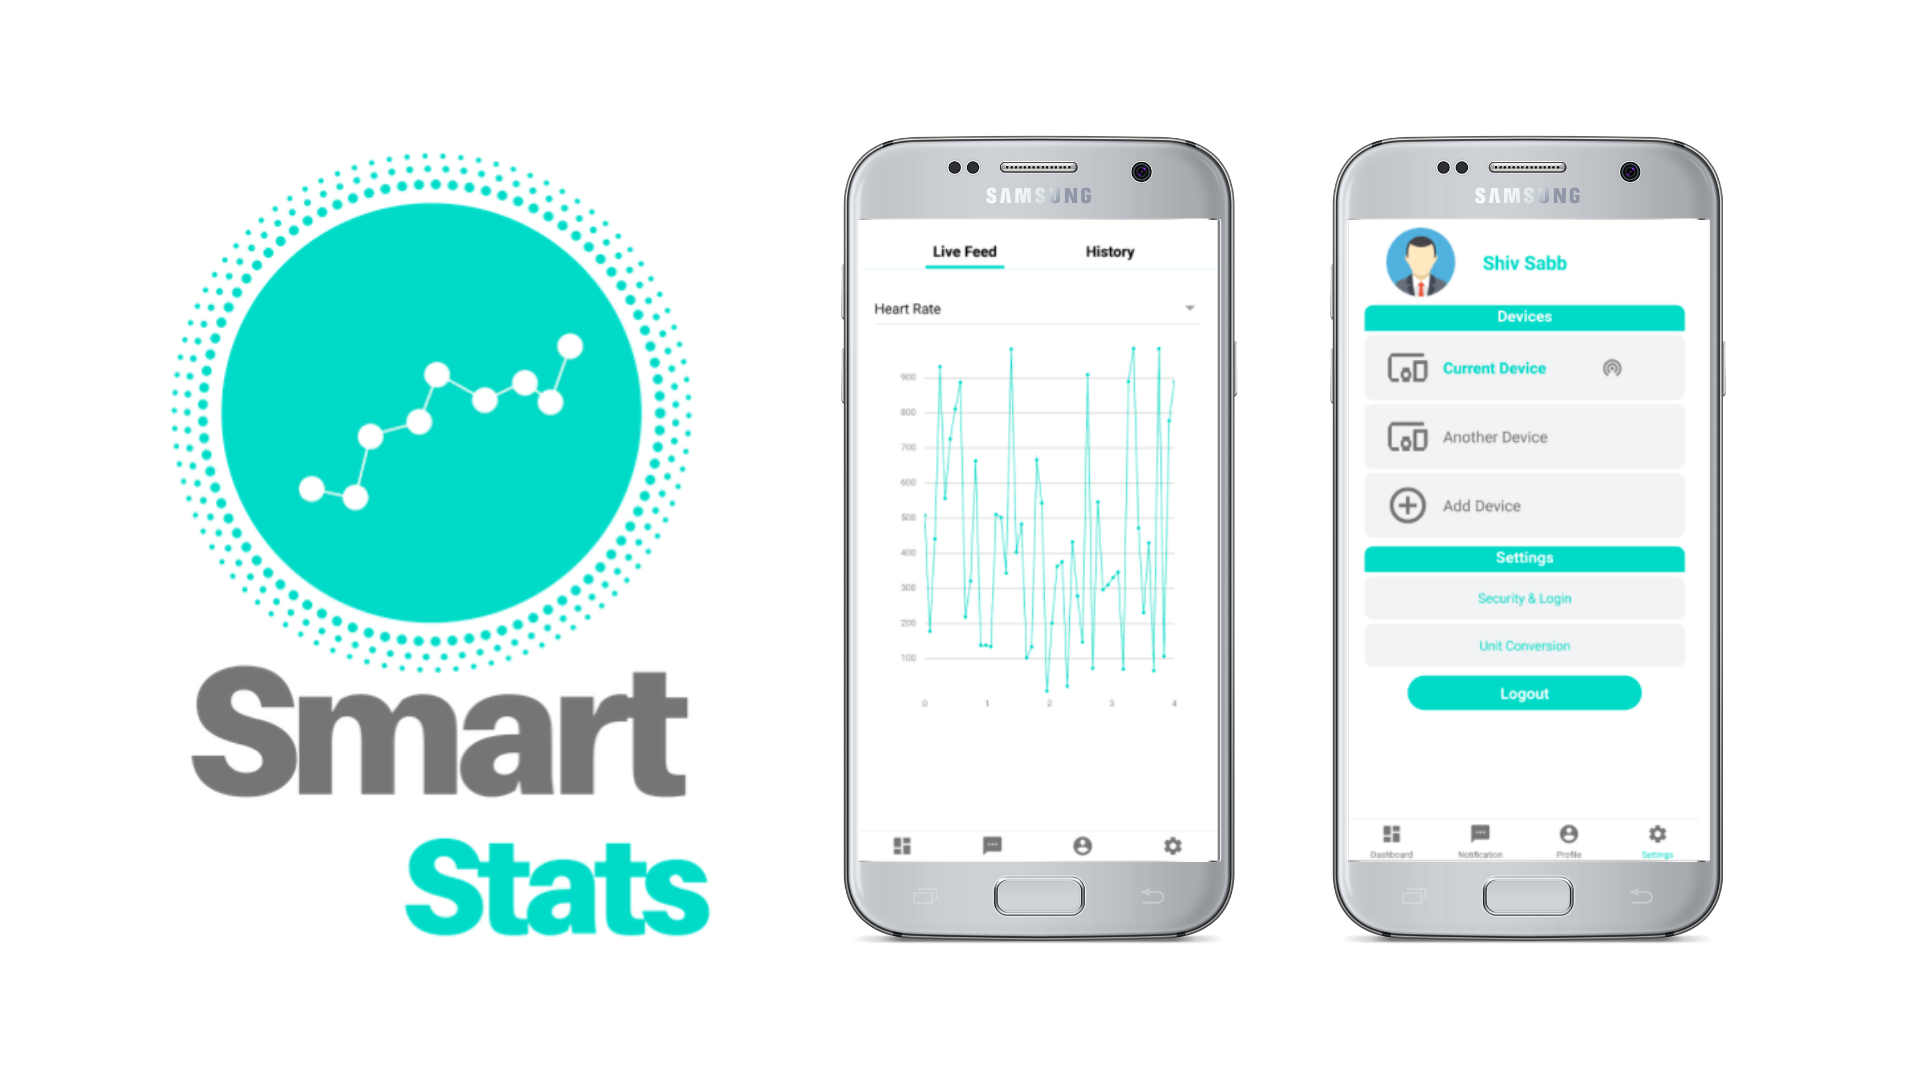 Smart
Stats
SAMSUNG
Live Feed History
Heart Rate
900
800
700
600
500
400
300
200
100
0 1 2 3 4
SAMSUNG
Shiv Sabb
Devices
Current Device
Another Device
Add Device
Settings
Security & Login
Unit Conversion
Logout
Dashboard Notification Profile Settings